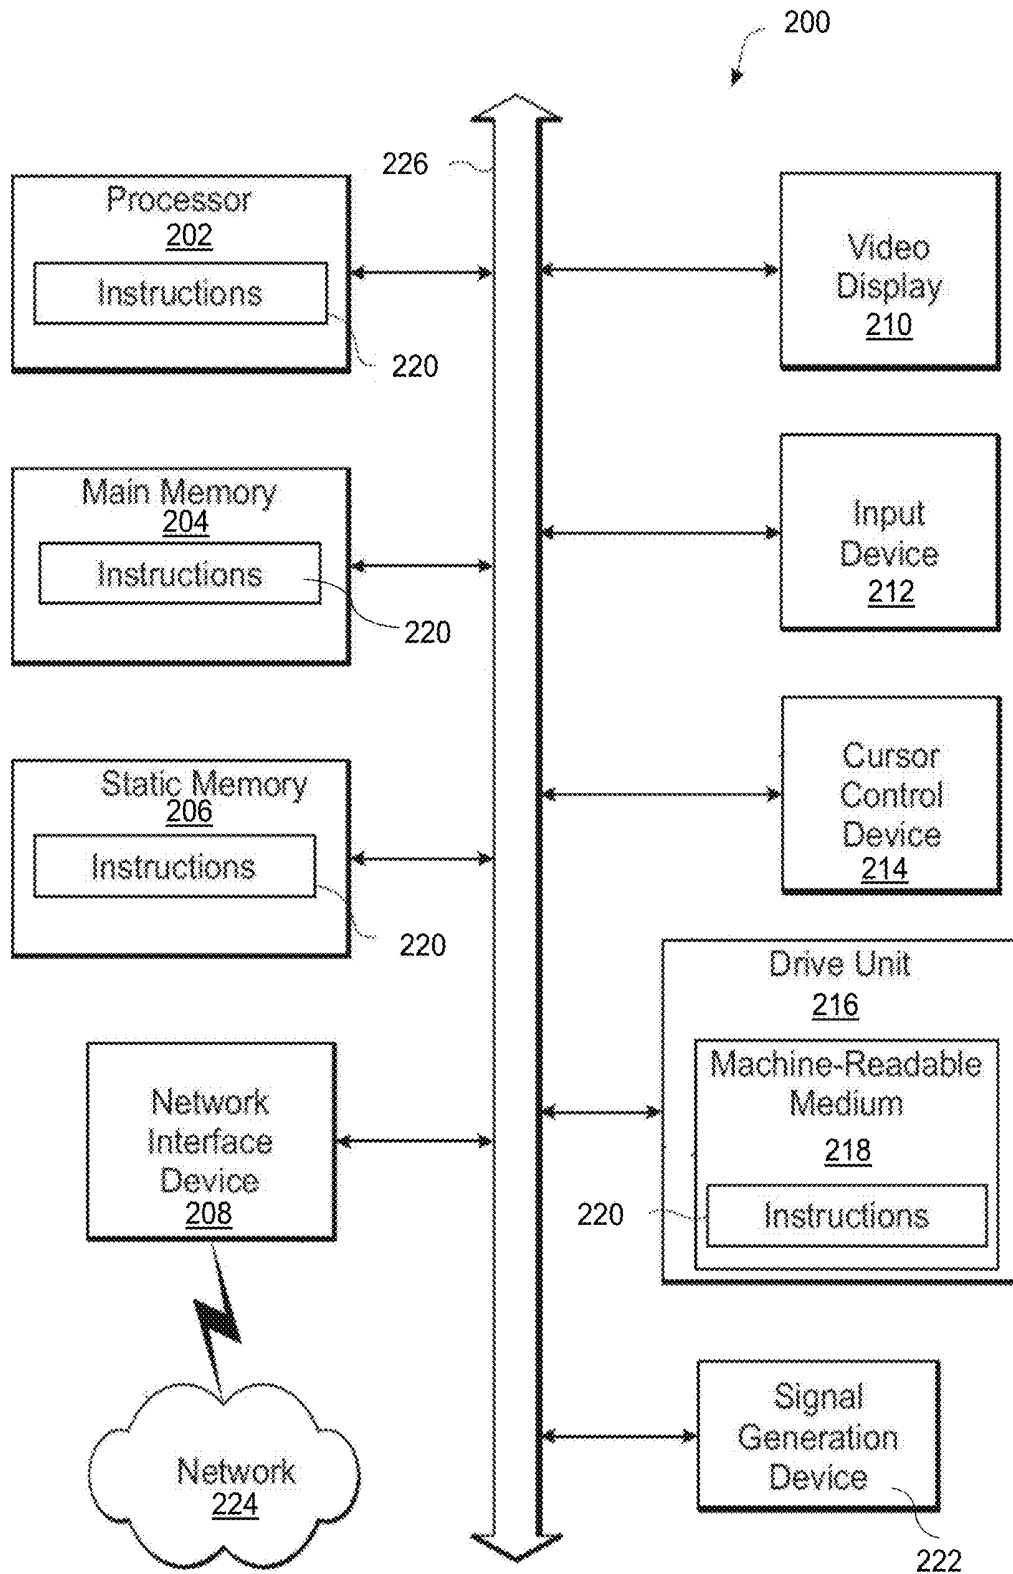 200
226
Processor
202
Instructions
220
Main Memory
204
Instructions
220
Static Memory
206
Instructions
220
Network
Interface
Device
208
Network
224
Video
Display
210
Input
Device
212
Cursor
Control
Device
214
Drive Unit
216
Machine-Readable
Medium
218
220
Instructions
Signal
Generation
Device
222